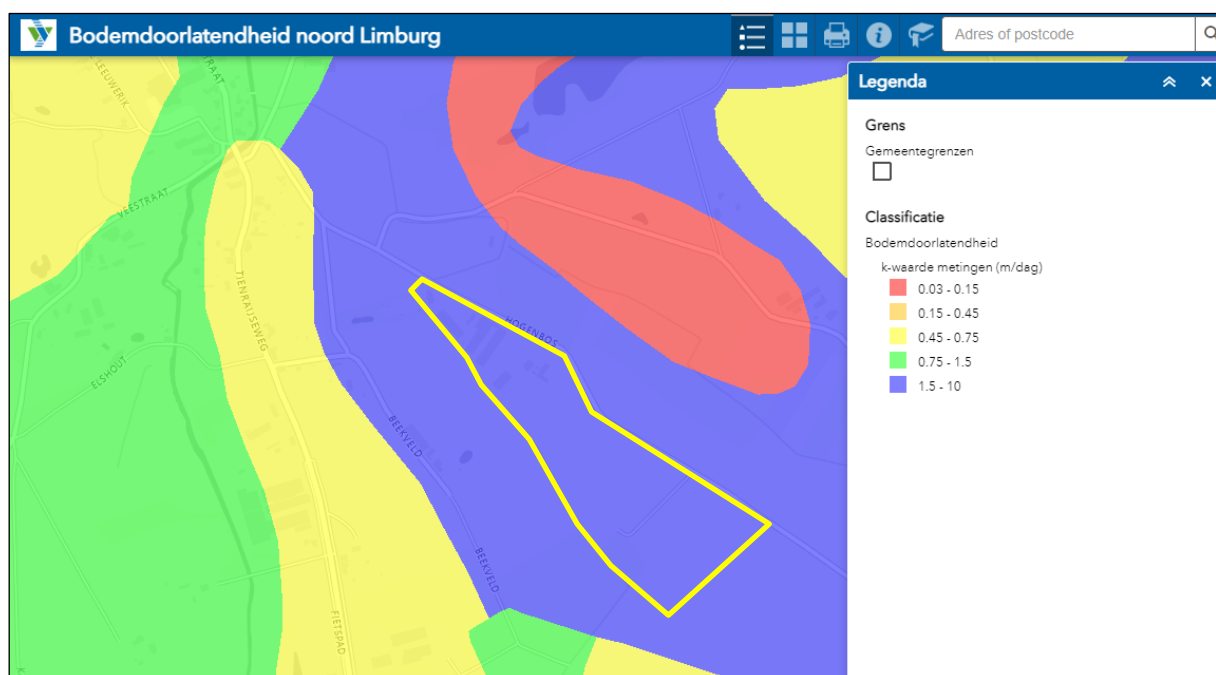 Bodemdoorlatendheid noord Limburg
Adres of postcode
Legenda
Grens
Gemeentegrenzen
Classificatie
Bodemdoorlatendheid
k-waarde metingen (m/dag)
0.03 - 0.15
0.15 - 0.45
0.45 - 0.75
0.75 - 1.5
1.5 - 10
LEEUWERIK
VEESTRAAT
TIENRAIJSEWEG
HOGENBOS
ELSHOUT
BEEKVELD
BEEKVELD
FIETSPAD